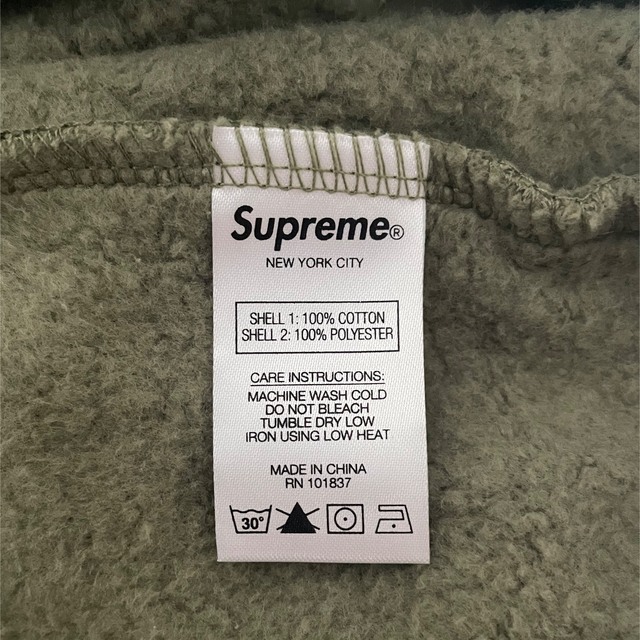 Supreme®
NEW YORK CITY
SHELL 1: 100% COTTON
SHELL 2: 100% POLYESTER
CARE INSTRUCTIONS:
MACHINE WASH COLD
DO NOT BLEACH
TUMBLE DRY LOW
IRON USING LOW HEAT
MADE IN CHINA
RN 101837
30°